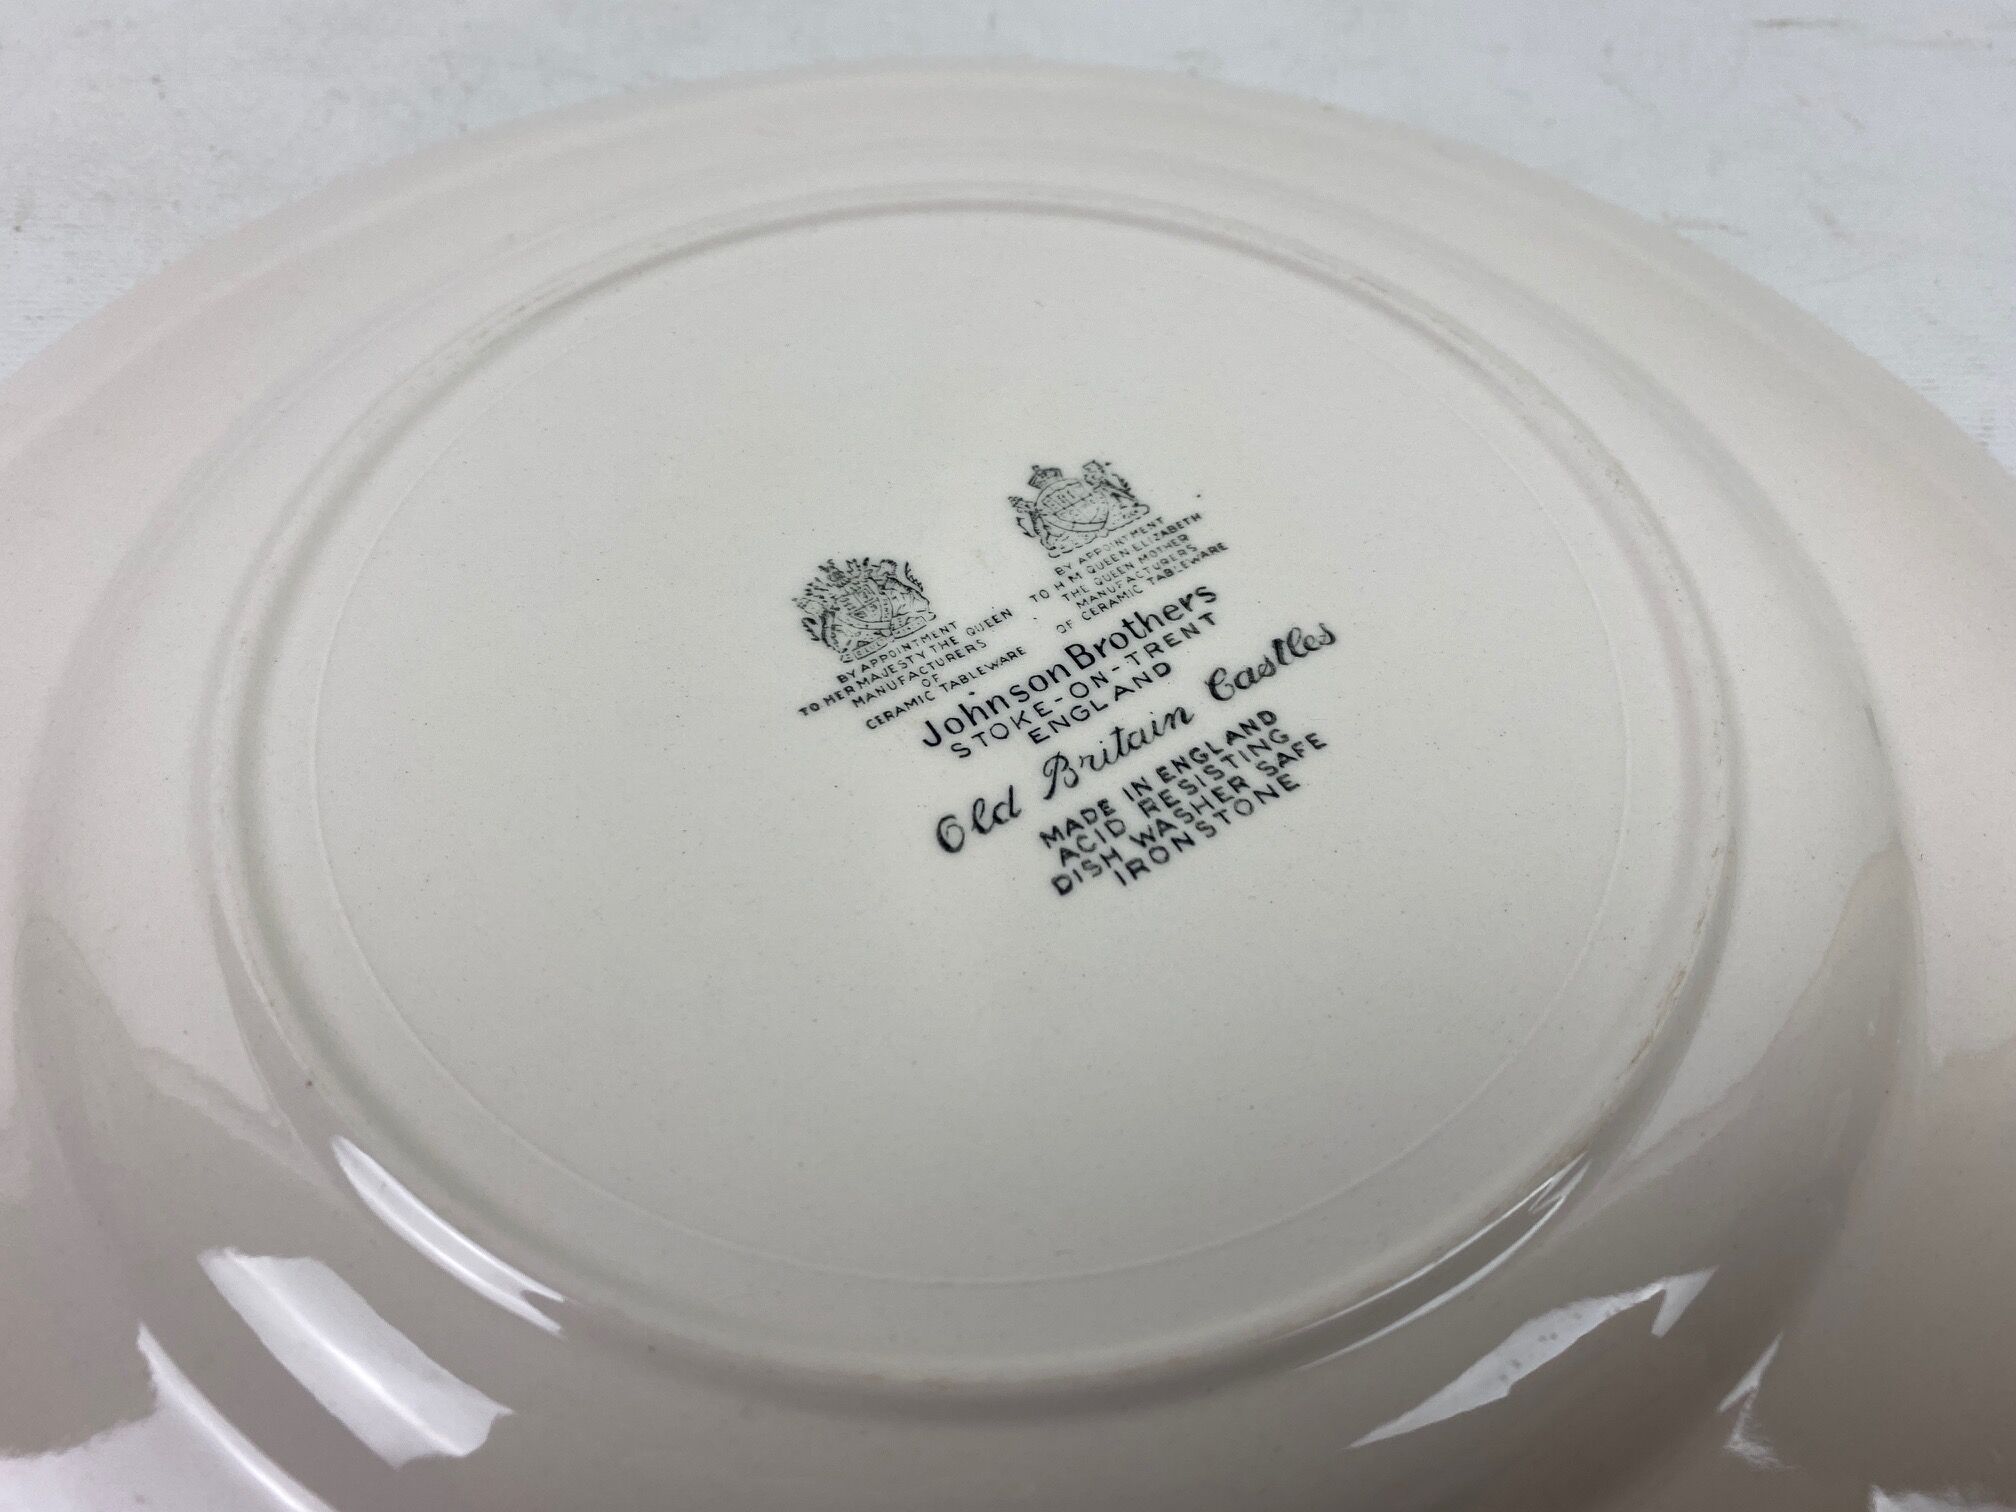 BY APPOINTMENT
TO HER MAJESTY THE QUEEN
MANUFACTURERS
OF
CERAMIC TABLEWARE
BY APPOINTMENT
TO H M QUEEN ELIZABETH
THE QUEEN MOTHER
MANUFACTURERS
OF CERAMIC TABLEWARE
Johnson Brothers
STOKE-ON-TRENT
ENGLAND
Old Britain Castles
MADE IN ENGLAND
ACID RESISTING
DISH WASHER SAFE
IRONSTONE